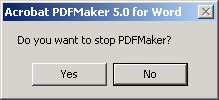 Acrobat PDFMaker 5.0 for Word
Do you want to stop PDFMaker?
Yes No